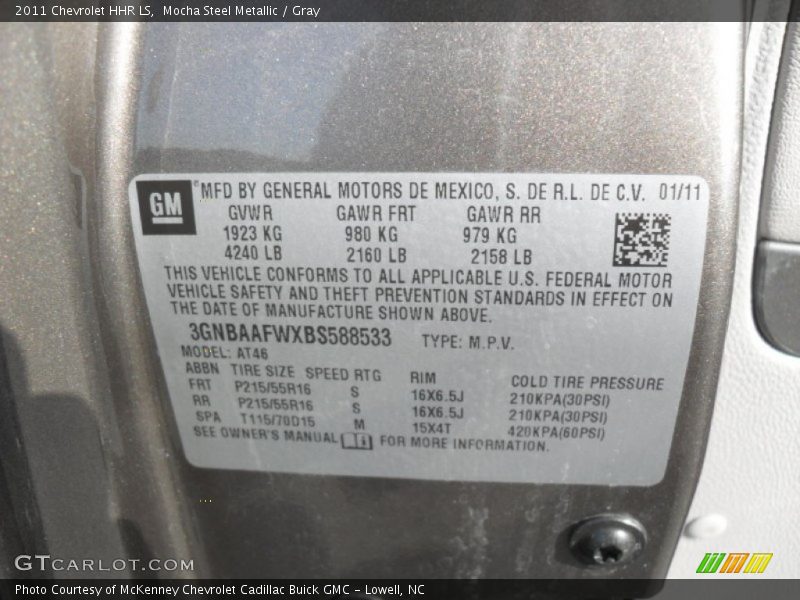 2011 Chevrolet HHR LS, Mocha Steel Metallic / Gray
GM
® MFD BY GENERAL MOTORS DE MEXICO, S. DE R.L. DE C.V. 01/11
GVWR GAWR FRT GAWR RR
1923 KG 980 KG 979 KG
4240 LB 2160 LB 2158 LB
THIS VEHICLE CONFORMS TO ALL APPLICABLE U.S. FEDERAL MOTOR
VEHICLE SAFETY AND THEFT PREVENTION STANDARDS IN EFFECT ON
THE DATE OF MANUFACTURE SHOWN ABOVE.
3GNBAAFWXBS588533 TYPE: M.P.V.
MODEL: AT46
ABBN TIRE SIZE SPEED RTG RIM COLD TIRE PRESSURE
FRT P215/55R16 S 16X6.5J 210KPA(30PSI)
RR P215/55R16 S 16X6.5J 210KPA(30PSI)
SPA T115/70D15 M 15X4T 420KPA(60PSI)
SEE OWNER'S MANUAL FOR MORE INFORMATION.
GTCARLOT.COM
Photo Courtesy of McKenney Chevrolet Cadillac Buick GMC - Lowell, NC